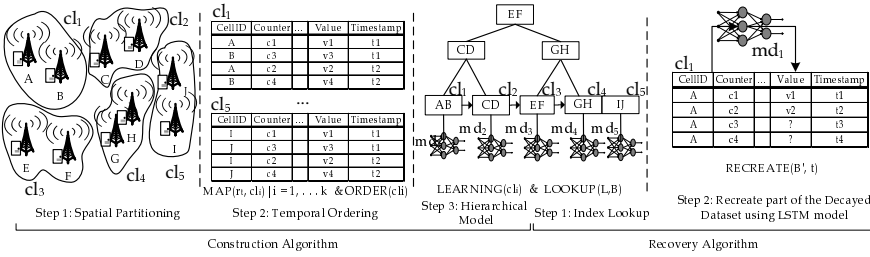 cl1
cl2
A
B
C
D
J
E
F
H
G
I
cl3
cl4
cl5
Step 1: Spatial Partitioning
cl1
CellID Counter ... Value Timestamp
A c1 v1 t1
B c3 v3 t1
A c2 v2 t2
B c4 v4 t2
...
cl5
CellID Counter ... Value Timestamp
I c1 v1 t1
J c3 v3 t1
I c2 v2 t2
J c4 v4 t2
MAP(rt, cli)|i = 1, . . . k &ORDER(cli)
Step 2: Temporal Ordering
EF
CD
GH
cl1 cl2 cl3 cl4 cl5
AB CD EF GH IJ
md2 md3 md4 md5
LEARNING(cli) & LOOKUP(L,B)
Step 3: Hierarchical
Model
Step 1: Index Lookup
md1
cl1
CellID Counter ... Value Timestamp
A c1 v1 t1
A c2 v2 t2
A c3 ? t3
A c4 ? t4
RECREATE(B', t)
Step 2: Recreate part of the Decayed
Dataset using LSTM model
Construction Algorithm
Recovery Algorithm